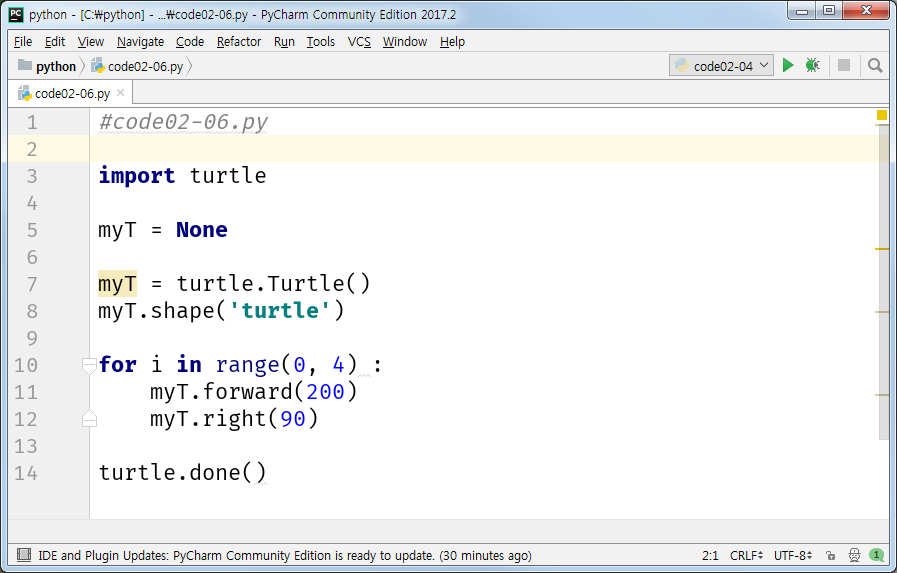 PC python - [C:₩python] - ...₩code02-06.py - PyCharm Community Edition 2017.2
File Edit View Navigate Code Refactor Run Tools VCS Window Help
python code02-06.py code02-04
code02-06.py
1 #code02-06.py
2
3 import turtle
4
5 myT = None
6
7 myT = turtle.Turtle()
8 myT.shape('turtle')
9
10 for i in range(0, 4) :
11 myT.forward(200)
12 myT.right(90)
13
14 turtle.done()
IDE and Plugin Updates: PyCharm Community Edition is ready to update. (30 minutes ago) 2:1 CRLF UTF-8 1